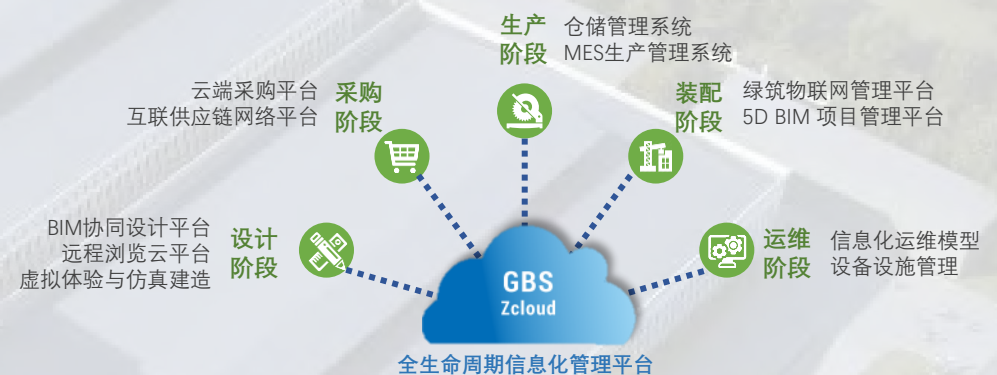 生产
阶段
仓储管理系统
MES生产管理系统
云端采购平台
互联供应链网络平台
采购
阶段
装配
阶段
绿筑物联网管理平台
5D BIM 项目管理平台
BIM协同设计平台
远程浏览云平台
虚拟体验与仿真建造
设计
阶段
运维
阶段
信息化运维模型
设备设施管理
GBS
Zcloud
全生命周期信息化管理平台